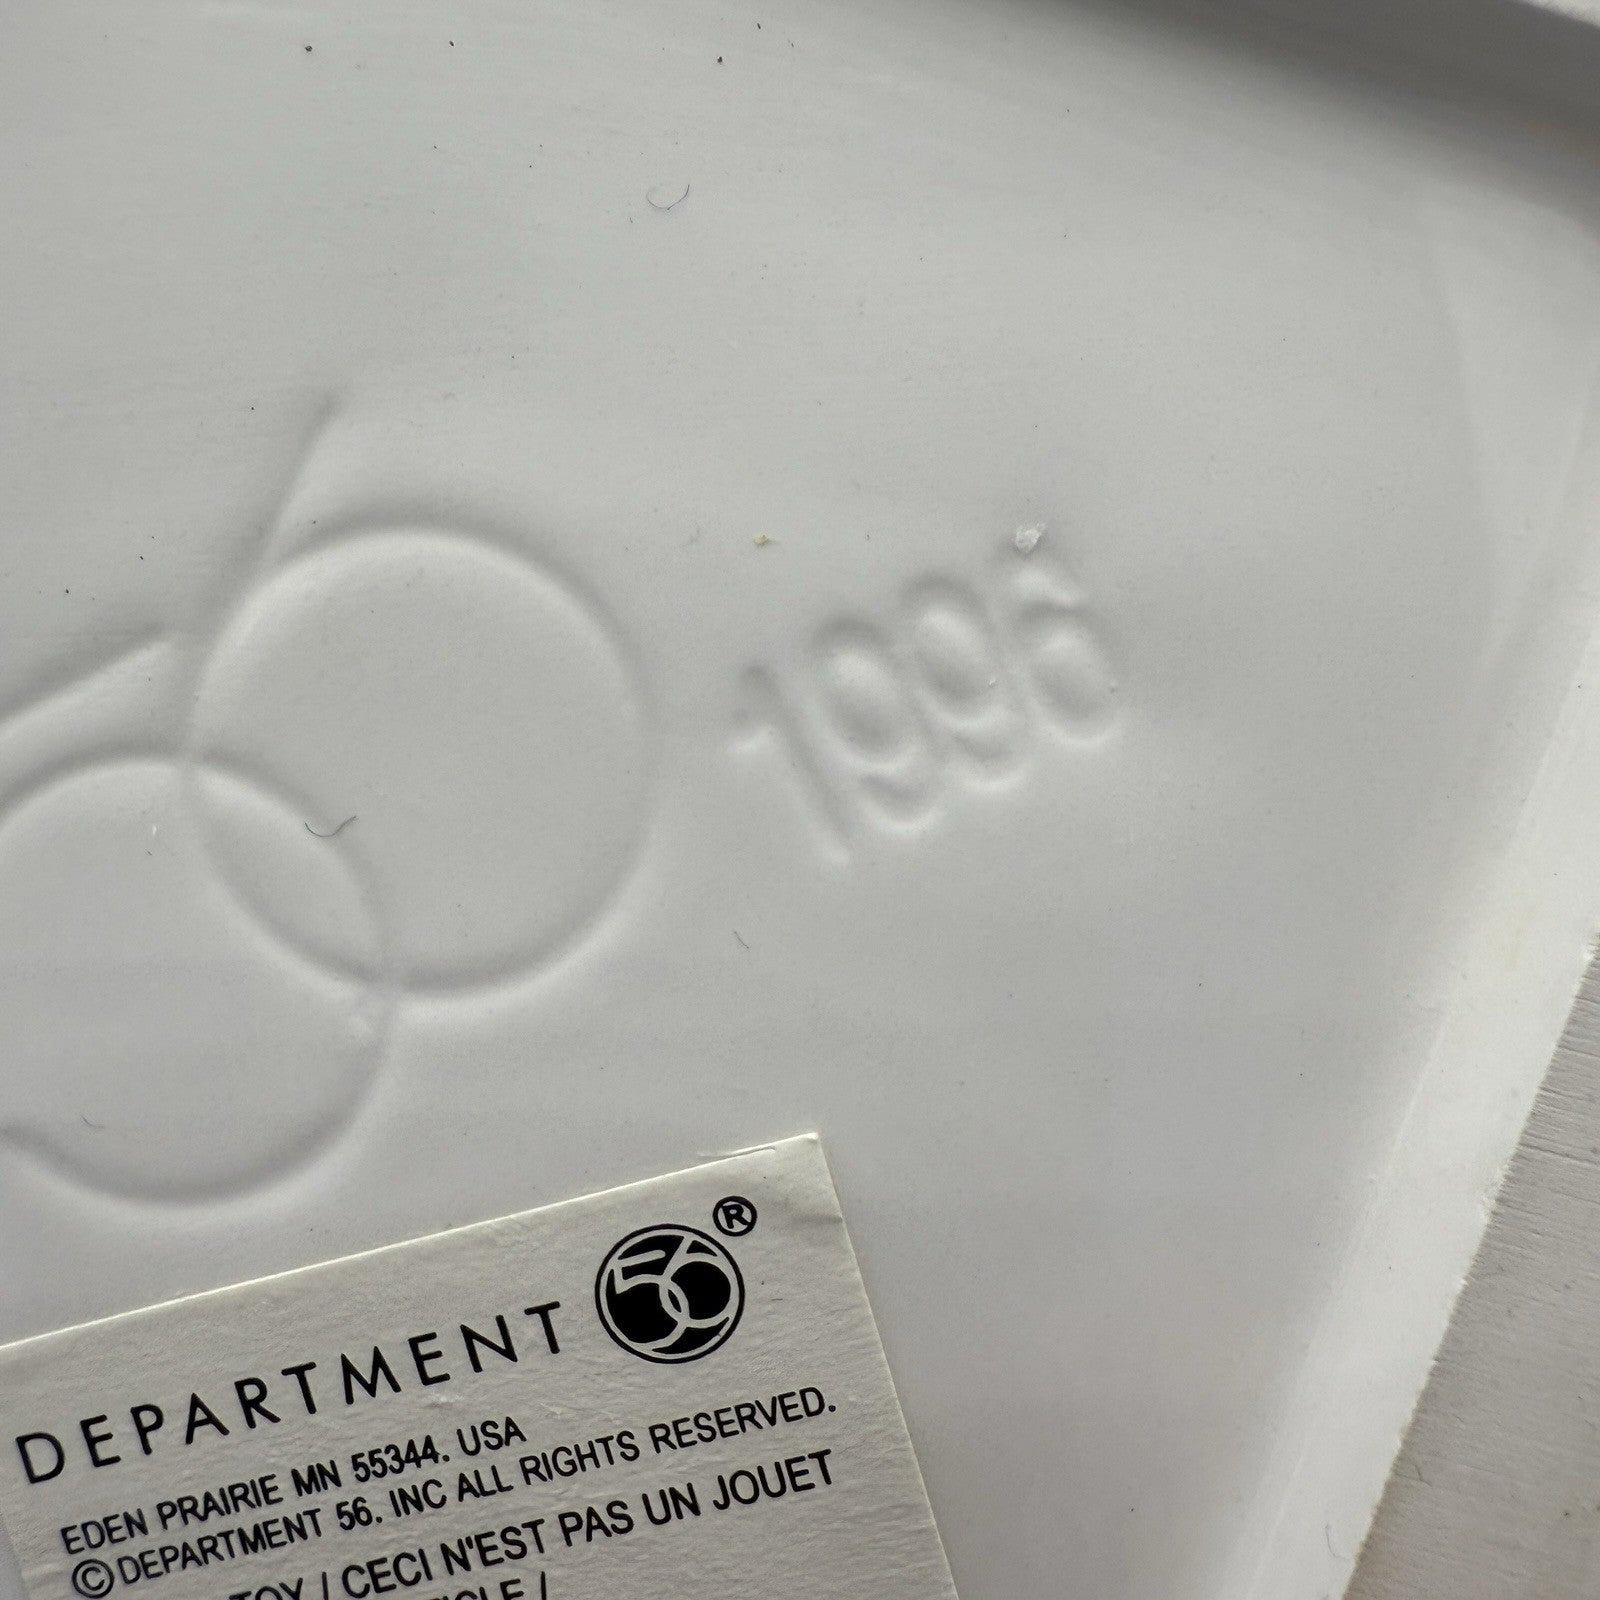 56
1996
DEPARTMENT 56®
EDEN PRAIRIE MN 55344. USA
©DEPARTMENT 56. INC ALL RIGHTS RESERVED.
TOY / CECI N'EST PAS UN JOUET